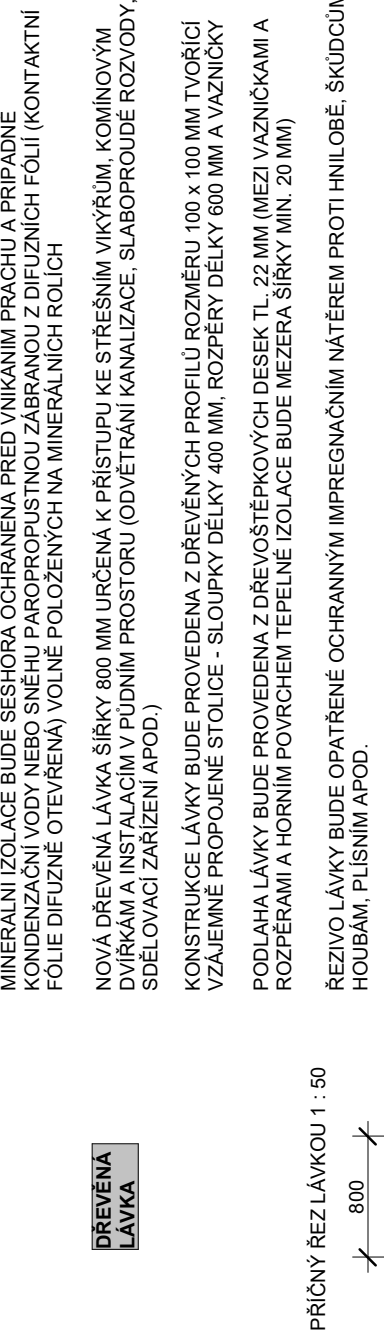 MINERÁLNÍ IZOLACE BUDE SESHORA OCHRÁNĚNA PŘED VNIKÁNÍM PRACHU A PŘÍPADNĚ
KONDENZAČNÍ VODY NEBO SNĚHU PAROPROPUSTNOU ZÁBRANOU Z DIFUZNÍCH FÓLIÍ (KONTAKTNÍ
FÓLIE DIFUZNĚ OTEVŘENÁ) VOLNĚ POLOŽENÝCH NA MINERÁLNÍCH ROLÍCH
DŘEVĚNÁ
LÁVKA
NOVÁ DŘEVĚNÁ LÁVKA ŠÍŘKY 800 MM URČENÁ K PŘÍSTUPU KE STŘEŠNÍM VIKÝŘŮM, KOMÍNOVÝM
DVÍŘKÁM A INSTALACÍM V PŮDNÍM PROSTORU (ODVĚTRÁNÍ KANALIZACE, SLABOPROUDÉ ROZVODY,
SDĚLOVACÍ ZAŘÍZENÍ APOD.)
KONSTRUKCE LÁVKY BUDE PROVEDENA Z DŘEVĚNÝCH PROFILŮ ROZMĚRU 100 x 100 MM TVOŘÍCÍ
VZÁJEMNĚ PROPOJENÉ STOLICE - SLOUPKY DÉLKY 400 MM, ROZPĚRY DÉLKY 600 MM A VAZNIČKY
PODLAHA LÁVKY BUDE PROVEDENA Z DŘEVOŠTĚPKOVÝCH DESEK TL. 22 MM (MEZI VAZNIČKAMI A
ROZPĚRAMI A HORNÍM POVRCHEM TEPELNÉ IZOLACE BUDE MEZERA ŠÍŘKY MIN. 20 MM)
ŘEZIVO LÁVKY BUDE OPATŘENÉ OCHRANNÝM IMPREGNAČNÍM NÁTĚREM PROTI HNILOBĚ, ŠKŮDCŮM
HOUBÁM, PLÍSNÍM APOD.
PŘÍČNÝ ŘEZ LÁVKOU 1 : 50
800